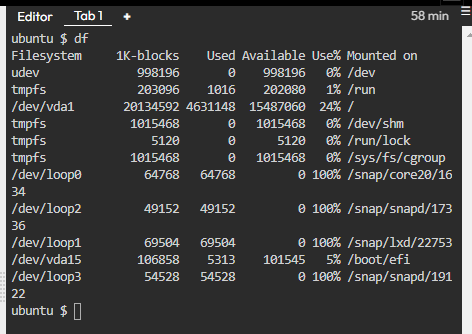 Editor Tab 1 + 58 min
ubuntu $ df
Filesystem 1K-blocks Used Available Use% Mounted on
udev 998196 0 998196 0% /dev
tmpfs 203096 1016 202080 1% /run
/dev/vda1 20134592 4631148 15487060 24% /
tmpfs 1015468 0 1015468 0% /dev/shm
tmpfs 5120 0 5120 0% /run/lock
tmpfs 1015468 0 1015468 0% /sys/fs/cgroup
/dev/loop0 64768 64768 0 100% /snap/core20/16
34
/dev/loop2 49152 49152 0 100% /snap/snapd/173
36
/dev/loop1 69504 69504 0 100% /snap/lxd/22753
/dev/vda15 106858 5313 101545 5% /boot/efi
/dev/loop3 54528 54528 0 100% /snap/snapd/191
22
ubuntu $